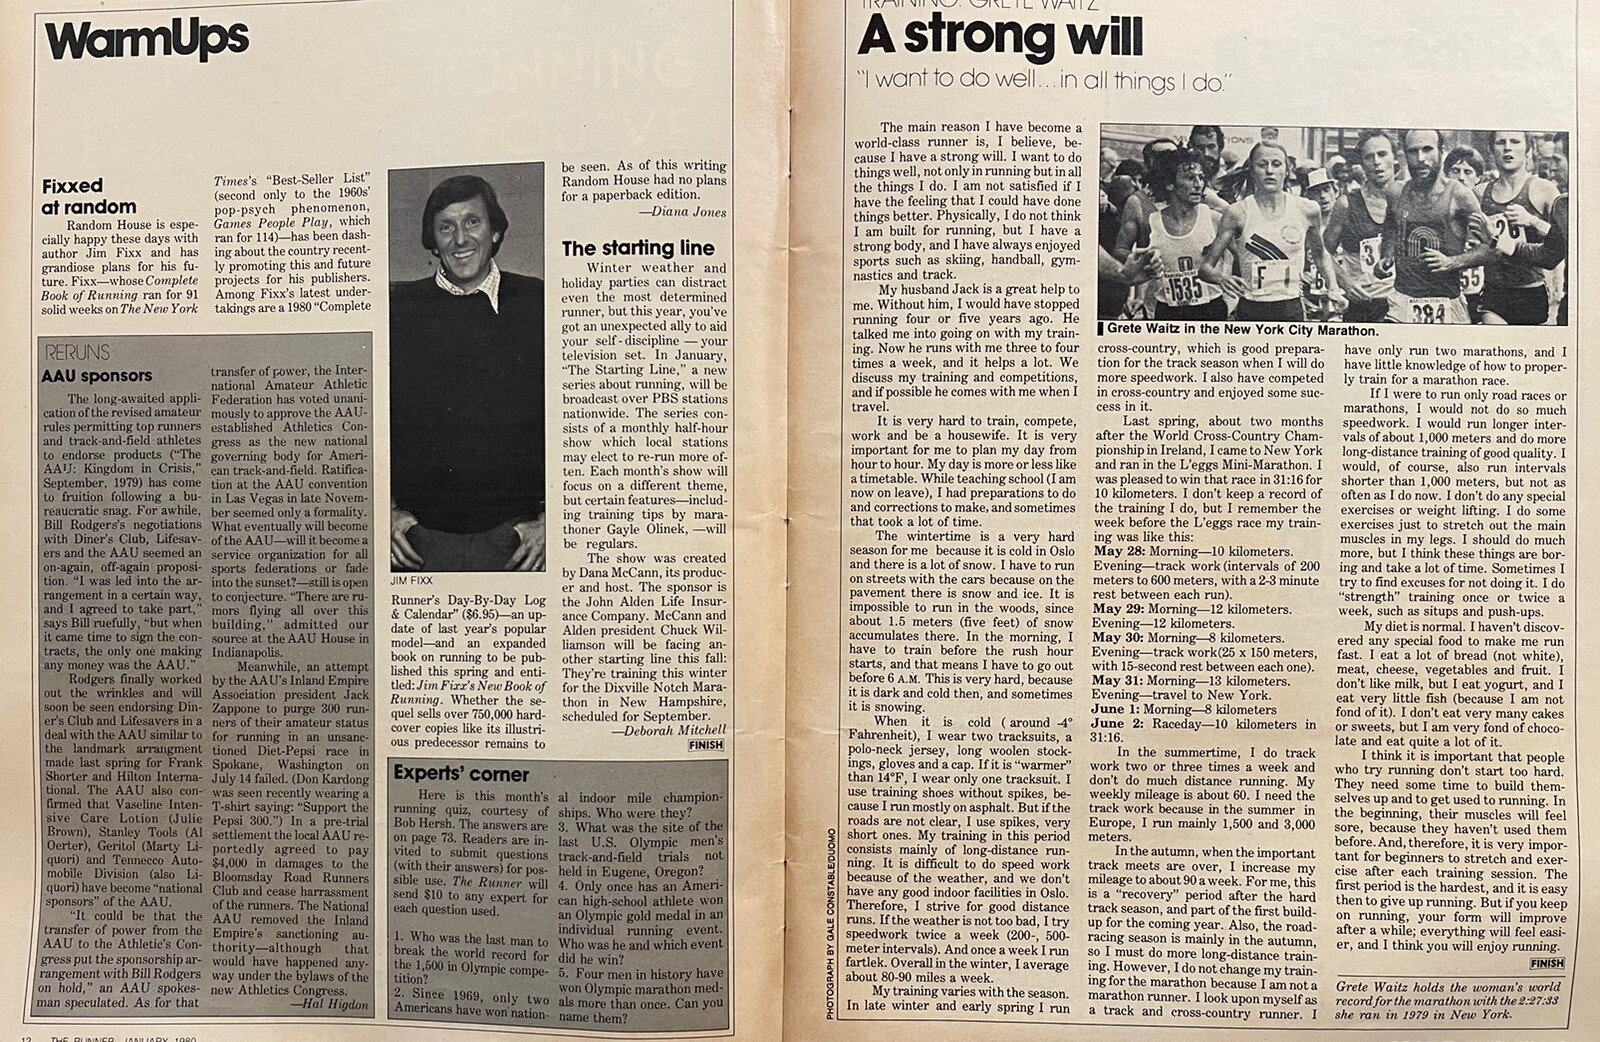 WarmUps
Fixxed
at random
Random House is espe-
cially happy these days with
author Jim Fixx and has
grandiose plans for his fu-
ture. Fixx—whose Complete
Book of Running ran for 91
solid weeks on The New York
Times's "Best-Seller List"
(second only to the 1960s'
pop-psych phenomenon,
Games People Play, which
ran for 114)—has been dash-
ing about the country recent-
ly promoting this and future
projects for his publishers.
Among Fixx's latest under-
takings are a 1980 "Complete
JIM FIXX
Runner's Day-By-Day Log
& Calendar" ($6.95)—an up-
date of last year's popular
model—and an expanded
book on running to be pub-
lished this spring and enti-
tled: Jim Fixx's New Book of
Running. Whether the se-
quel sells over 750,000 hard-
cover copies like its illustri-
ous predecessor remains to
be seen. As of this writing
Random House had no plans
for a paperback edition.
—Diana Jones
The starting line
Winter weather and
holiday parties can distract
even the most determined
runner, but this year, you've
got an unexpected ally to aid
your self-discipline — your
television set. In January,
"The Starting Line," a new
series about running, will be
broadcast over PBS stations
nationwide. The series con-
sists of a monthly half-hour
show which local stations
may elect to re-run more of-
ten. Each month's show will
focus on a different theme,
but certain features—includ-
ing training tips by mara-
thoner Gayle Olinek, —will
be regulars.
The show was created
by Dana McCann, its produc-
er and host. The sponsor is
the John Alden Life Insur-
ance Company. McCann and
Alden president Chuck Wil-
liamson will be facing an-
other starting line this fall:
They're training this winter
for the Dixville Notch Mara-
thon in New Hampshire,
scheduled for September.
—Deborah Mitchell
FINISH
RERUNS
AAU sponsors
The long-awaited appli-
cation of the revised amateur
rules permitting top runners
and track-and-field athletes
to endorse products ("The
AAU: Kingdom in Crisis,"
September, 1979) has come
to fruition following a bu-
reaucratic snag. For awhile,
Bill Rodgers's negotiations
with Diner's Club, Lifesav-
ers and the AAU seemed an
on-again, off-again proposi-
tion. "I was led into the ar-
rangement in a certain way,
and I agreed to take part,"
says Bill ruefully, "but when
it came time to sign the con-
tracts, the only one making
any money was the AAU."
Rodgers finally worked
out the wrinkles and will
soon be seen endorsing Din-
er's Club and Lifesavers in a
deal with the AAU similar to
the landmark arrangment
made last spring for Frank
Shorter and Hilton Interna-
tional. The AAU also con-
firmed that Vaseline Inten-
sive Care Lotion (Julie
Brown), Stanley Tools (Al
Oerter), Geritol (Marty Li-
quori) and Tennecco Auto-
mobile Division (also Li-
quori) have become "national
sponsors" of the AAU.
"It could be that the
transfer of power from the
AAU to the Athletic's Con-
gress put the sponsorship ar-
rangement with Bill Rodgers
on hold," an AAU spokes-
man speculated. As for that
transfer of power, the Inter-
national Amateur Athletic
Federation has voted unani-
mously to approve the AAU-
established Athletics Con-
gress as the new national
governing body for Ameri-
can track-and-field. Ratifica-
tion at the AAU convention
in Las Vegas in late Novem-
ber seemed only a formality.
What eventually will become
of the AAU—will it become a
service organization for all
sports federations or fade
into the sunset?—still is open
to conjecture. "There are ru-
mors flying all over this
building," admitted our
source at the AAU House in
Indianapolis.
Meanwhile, an attempt
by the AAU's Inland Empire
Association president Jack
Zappone to purge 300 run-
ners of their amateur status
for running in an unsanc-
tioned Diet-Pepsi race in
Spokane, Washington on
July 14 failed. (Don Kardong
was seen recently wearing a
T-shirt saying: "Support the
Pepsi 300.") In a pre-trial
settlement the local AAU re-
portedly agreed to pay
$4,000 in damages to the
Bloomsday Road Runners
Club and cease harrassment
of the runners. The National
AAU removed the Inland
Empire's sanctioning au-
thority—although that
would have happened any-
way under the bylaws of the
new Athletics Congress.
—Hal Higdon
Experts' corner
Here is this month's
running quiz, courtesy of
Bob Hersh. The answers are
on page 73. Readers are in-
vited to submit questions
(with their answers) for pos-
sible use. The Runner will
send $10 to any expert for
each question used.
1. Who was the last man to
break the world record for
the 1,500 in Olympic compe-
tition?
2. Since 1969, only two
Americans have won nation-
al indoor mile champion-
ships. Who were they?
3. What was the site of the
last U.S. Olympic men's
track-and-field trials not
held in Eugene, Oregon?
4. Only once has an Ameri-
can high-school athlete won
an Olympic gold medal in an
individual running event.
Who was he and which event
did he win?
5. Four men in history have
won Olympic marathon med-
als more than once. Can you
name them?
12 THE RUNNER JANUARY 1980
TRAINING: GRETE WAITZ
A strong will
"I want to do well...in all things I do."
The main reason I have become a
world-class runner is, I believe, be-
cause I have a strong will. I want to do
things well, not only in running but in all
the things I do. I am not satisfied if I
have the feeling that I could have done
things better. Physically, I do not think
I am built for running, but I have a
strong body, and I have always enjoyed
sports such as skiing, handball, gym-
nastics and track.
My husband Jack is a great help to
me. Without him, I would have stopped
running four or five years ago. He
talked me into going on with my train-
ing. Now he runs with me three to four
times a week, and it helps a lot. We
discuss my training and competitions,
and if possible he comes with me when I
travel.
It is very hard to train, compete,
work and be a housewife. It is very
important for me to plan my day from
hour to hour. My day is more or less like
a timetable. While teaching school (I am
now on leave), I had preparations to do
and corrections to make, and sometimes
that took a lot of time.
The wintertime is a very hard
season for me because it is cold in Oslo
and there is a lot of snow. I have to run
on streets with the cars because on the
pavement there is snow and ice. It is
impossible to run in the woods, since
about 1.5 meters (five feet) of snow
accumulates there. In the morning, I
have to train before the rush hour
starts, and that means I have to go out
before 6 A.M. This is very hard, because
it is dark and cold then, and sometimes
it is snowing.
When it is cold ( around -4°
Fahrenheit), I wear two tracksuits, a
polo-neck jersey, long woolen stock-
ings, gloves and a cap. If it is "warmer"
than 14°F, I wear only one tracksuit. I
use training shoes without spikes, be-
cause I run mostly on asphalt. But if the
roads are not clear, I use spikes, very
short ones. My training in this period
consists mainly of long-distance run-
ning. It is difficult to do speed work
because of the weather, and we don't
have any good indoor facilities in Oslo.
Therefore, I strive for good distance
runs. If the weather is not too bad, I try
speedwork twice a week (200-, 500-
meter intervals). And once a week I run
fartlek. Overall in the winter, I average
about 80-90 miles a week.
My training varies with the season.
In late winter and early spring I run
PHOTOGRAPH BY GALE CONSTABLE/DUOMO
1535
F
3
384
55
26
Grete Waitz in the New York City Marathon.
cross-country, which is good prepara-
tion for the track season when I will do
more speedwork. I also have competed
in cross-country and enjoyed some suc-
cess in it.
Last spring, about two months
after the World Cross-Country Cham-
pionship in Ireland, I came to New York
and ran in the L'eggs Mini-Marathon. I
was pleased to win that race in 31:16 for
10 kilometers. I don't keep a record of
the training I do, but I remember the
week before the L'eggs race my train-
ing was like this:
May 28: Morning—10 kilometers.
Evening—track work (intervals of 200
meters to 600 meters, with a 2-3 minute
rest between each run).
May 29: Morning—12 kilometers.
Evening—12 kilometers.
May 30: Morning—8 kilometers.
Evening—track work(25 x 150 meters,
with 15-second rest between each one).
May 31: Morning—13 kilometers.
Evening—travel to New York.
June 1: Morning—8 kilometers
June 2: Raceday—10 kilometers in
31:16.
In the summertime, I do track
work two or three times a week and
don't do much distance running. My
weekly mileage is about 60. I need the
track work because in the summer in
Europe, I run mainly 1,500 and 3,000
meters.
In the autumn, when the important
track meets are over, I increase my
mileage to about 90 a week. For me, this
is a "recovery" period after the hard
track season, and part of the first build-
up for the coming year. Also, the road-
racing season is mainly in the autumn,
so I must do more long-distance train-
ing. However, I do not change my train-
ing for the marathon because I am not a
marathon runner. I look upon myself as
a track and cross-country runner. I
have only run two marathons, and I
have little knowledge of how to proper-
ly train for a marathon race.
If I were to run only road races or
marathons, I would not do so much
speedwork. I would run longer inter-
vals of about 1,000 meters and do more
long-distance training of good quality. I
would, of course, also run intervals
shorter than 1,000 meters, but not as
often as I do now. I don't do any special
exercises or weight lifting. I do some
exercises just to stretch out the main
muscles in my legs. I should do much
more, but I think these things are bor-
ing and take a lot of time. Sometimes I
try to find excuses for not doing it. I do
"strength" training once or twice a
week, such as situps and push-ups.
My diet is normal. I haven't discov-
ered any special food to make me run
fast. I eat a lot of bread (not white),
meat, cheese, vegetables and fruit. I
don't like milk, but I eat yogurt, and I
eat very little fish (because I am not
fond of it). I don't eat very many cakes
or sweets, but I am very fond of choco-
late and eat quite a lot of it.
I think it is important that people
who try running don't start too hard.
They need some time to build them-
selves up and to get used to running. In
the beginning, their muscles will feel
sore, because they haven't used them
before. And, therefore, it is very impor-
tant for beginners to stretch and exer-
cise after each training session. The
first period is the hardest, and it is easy
then to give up running. But if you keep
on running, your form will improve
after a while; everything will feel easi-
er, and I think you will enjoy running.
FINISH
Grete Waitz holds the woman's world
record for the marathon with the 2:27:33
she ran in 1979 in New York.